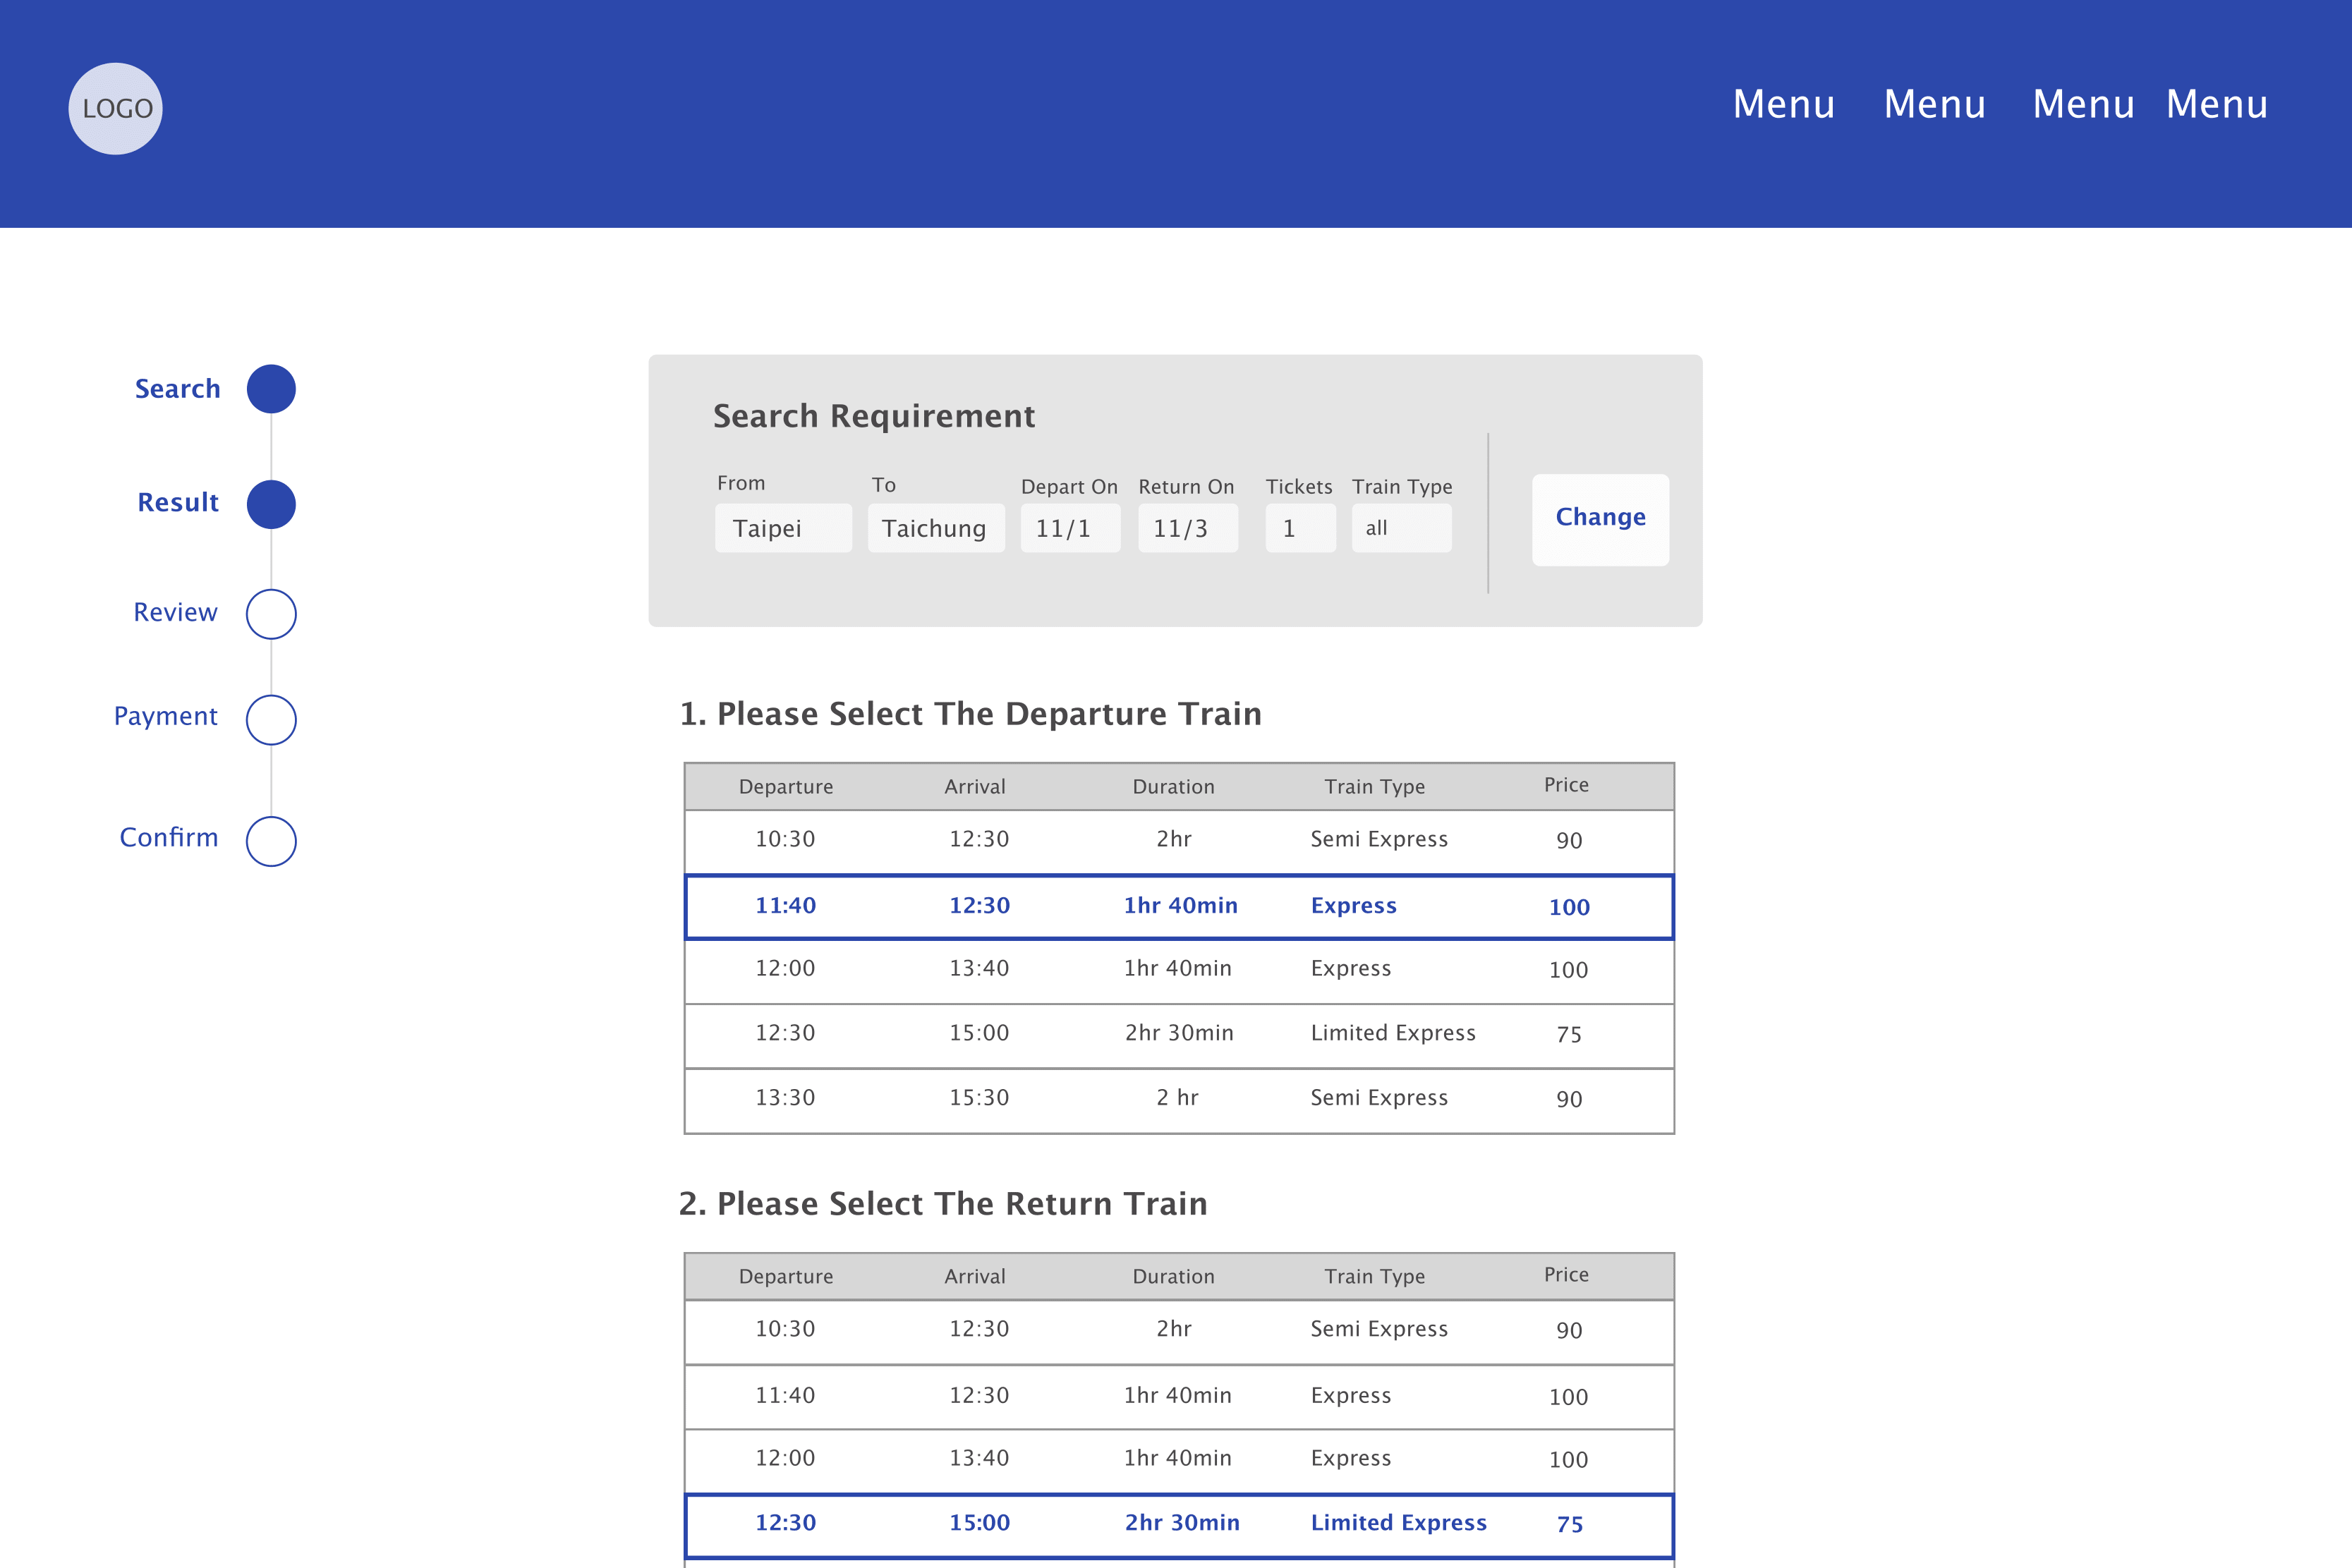 LOGO
Menu Menu Menu Menu
Search
Result
Review
Payment
Confirm
Search Requirement
From To Depart On Return On Tickets Train Type
Taipei Taichung 11/1 11/3 1 all
Change
1. Please Select The Departure Train
Departure Arrival Duration Train Type Price
10:30 12:30 2hr Semi Express 90
11:40 12:30 1hr 40min Express 100
12:00 13:40 1hr 40min Express 100
12:30 15:00 2hr 30min Limited Express 75
13:30 15:30 2 hr Semi Express 90
2. Please Select The Return Train
Departure Arrival Duration Train Type Price
10:30 12:30 2hr Semi Express 90
11:40 12:30 1hr 40min Express 100
12:00 13:40 1hr 40min Express 100
12:30 15:00 2hr 30min Limited Express 75